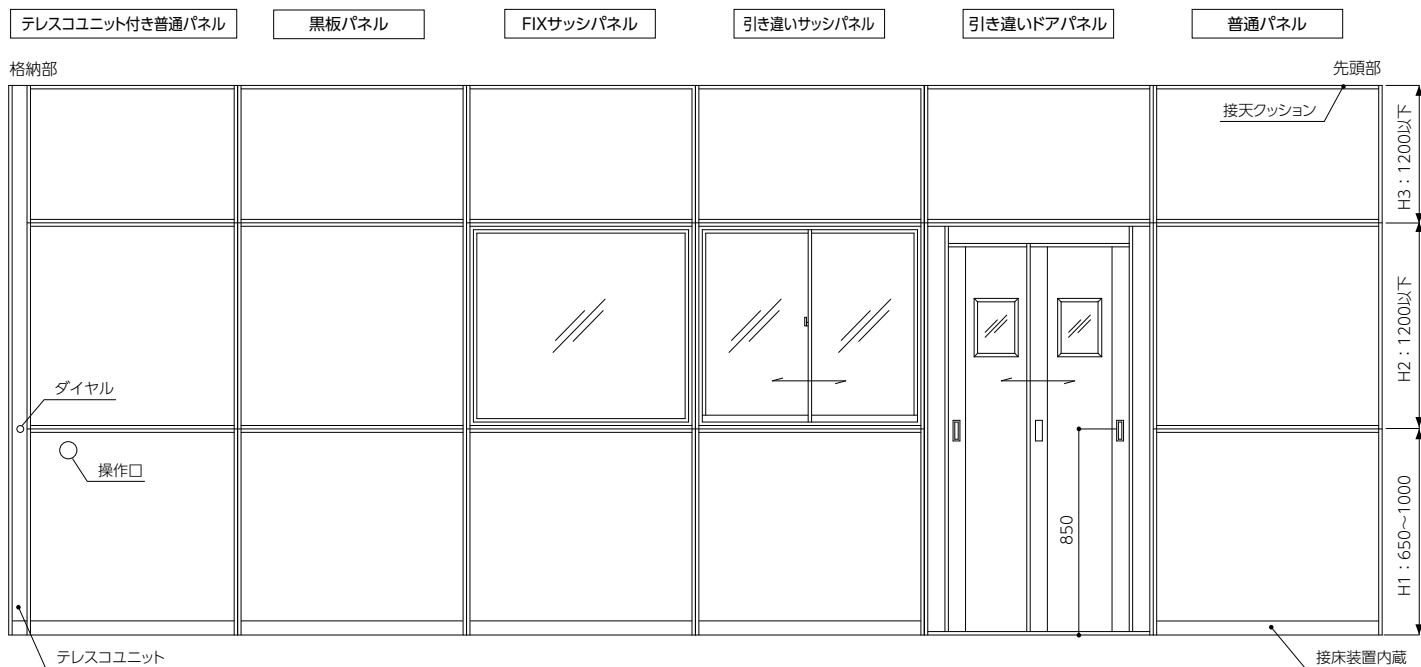 テレスコユニット付き普通パネル
黒板パネル
FIXサッシパネル
引き違いサッシパネル
引き違いドアパネル
普通パネル
格納部
先頭部
接天クッション
H3：1200以下
H2：1200以下
ダイヤル
操作口
850
H1：650～1000
テレスコユニット
接床装置内蔵